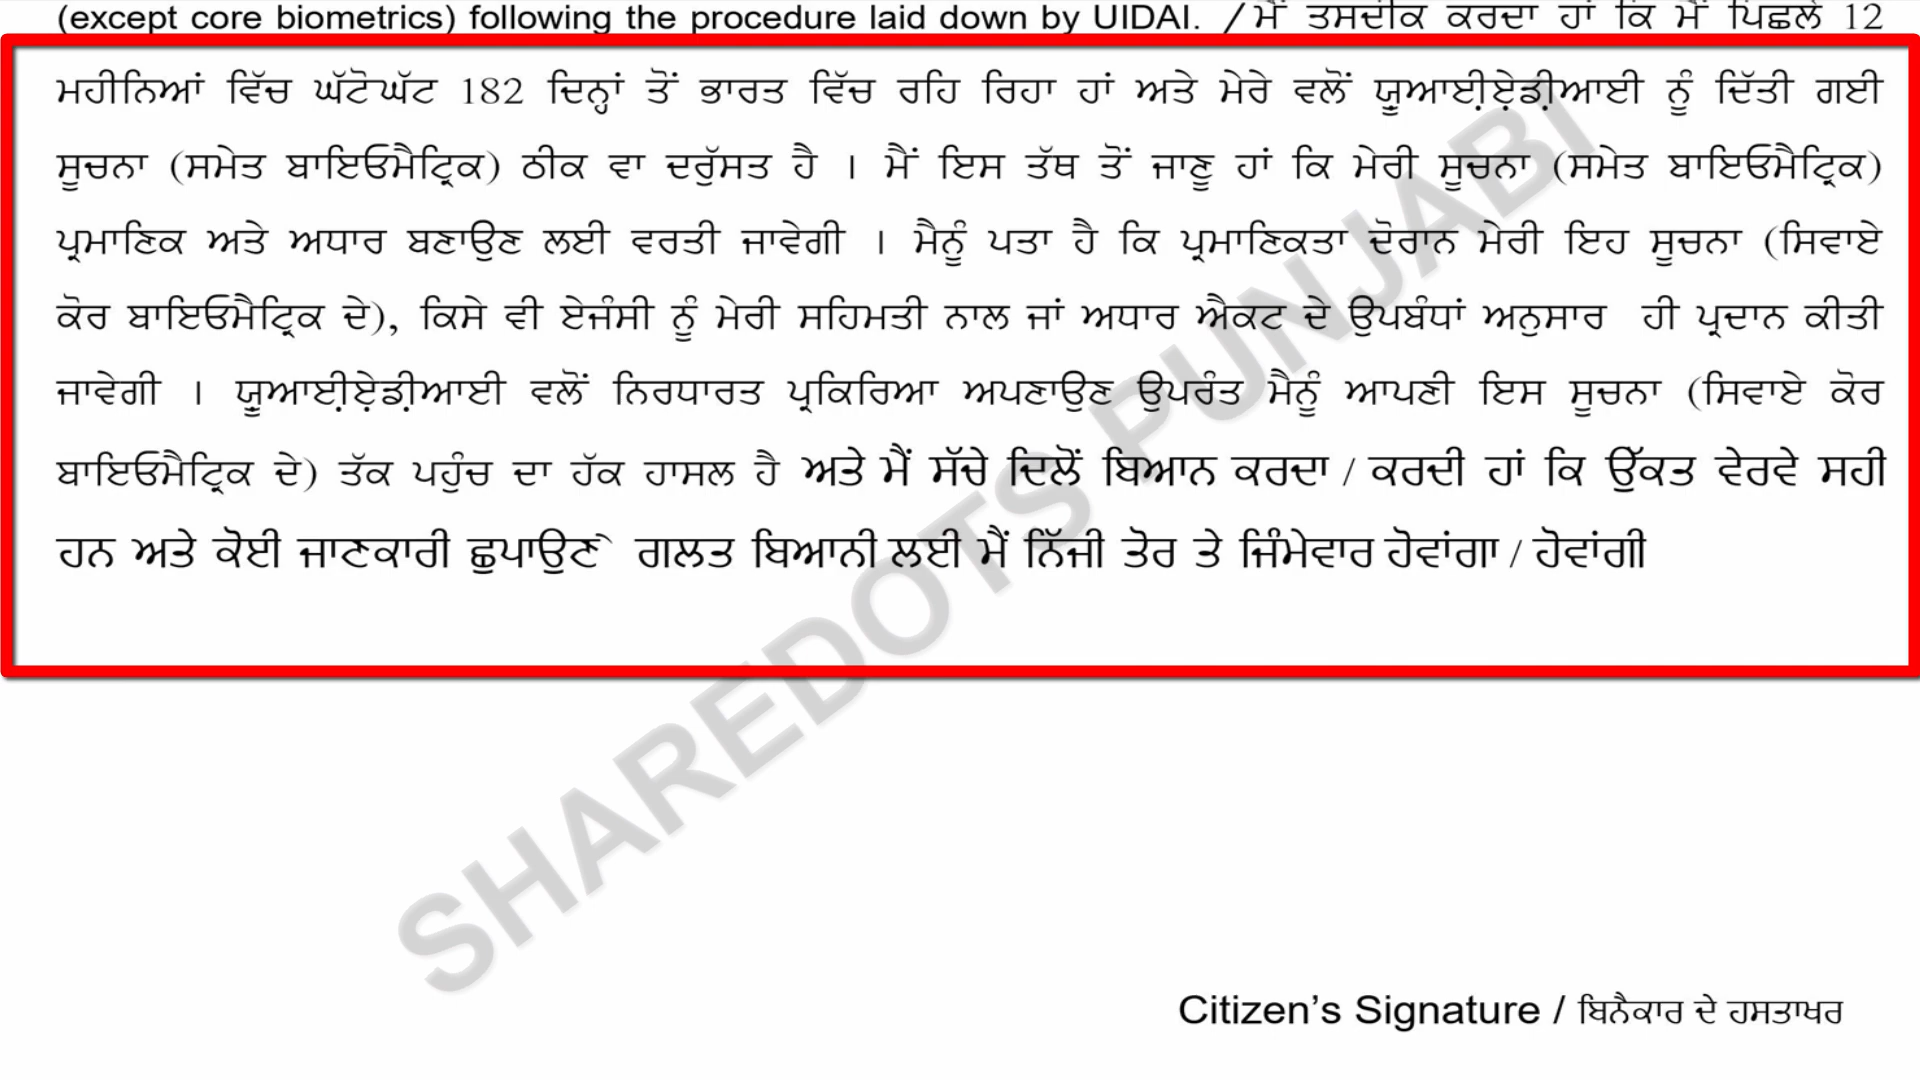 (except core biometrics) following the procedure laid down by UIDAI. / ਮੈਂ ਤਸਦੀਕ ਕਰਦਾ ਹਾਂ ਕਿ ਮੈਂ ਪਿਛਲੇ 12
ਮਹੀਨਿਆਂ ਵਿੱਚ ਘੱਟੋਘੱਟ 182 ਦਿਨ੍ਹਾਂ ਤੋਂ ਭਾਰਤ ਵਿੱਚ ਰਹਿ ਰਿਹਾ ਹਾਂ ਅਤੇ ਮੇਰੇ ਵਲੋਂ ਯੂ.ਆਈ.ਏ.ਡੀ.ਆਈ ਨੂੰ ਦਿੱਤੀ ਗਈ
ਸੂਚਨਾ (ਸਮੇਤ ਬਾਇਓਮੈਟ੍ਰਿਕ) ਠੀਕ ਵਾ ਦਰੁੱਸਤ ਹੈ । ਮੈਂ ਇਸ ਤੱਥ ਤੋਂ ਜਾਣੂ ਹਾਂ ਕਿ ਮੇਰੀ ਸੂਚਨਾ (ਸਮੇਤ ਬਾਇਓਮੈਟ੍ਰਿਕ)
ਪ੍ਰਮਾਣਿਕ ਅਤੇ ਅਧਾਰ ਬਣਾਉਣ ਲਈ ਵਰਤੀ ਜਾਵੇਗੀ । ਮੈਨੂੰ ਪਤਾ ਹੈ ਕਿ ਪ੍ਰਮਾਣਿਕਤਾ ਦੋਰਾਨ ਮੇਰੀ ਇਹ ਸੂਚਨਾ (ਸਿਵਾਏ
ਕੋਰ ਬਾਇਓਮੈਟ੍ਰਿਕ ਦੇ), ਕਿਸੇ ਵੀ ਏਜੰਸੀ ਨੂੰ ਮੇਰੀ ਸਹਿਮਤੀ ਨਾਲ ਜਾਂ ਅਧਾਰ ਐਕਟ ਦੇ ਉਪਬੰਧਾਂ ਅਨੁਸਾਰ ਹੀ ਪ੍ਰਦਾਨ ਕੀਤੀ
ਜਾਵੇਗੀ । ਯੂ.ਆਈ.ਏ.ਡੀ.ਆਈ ਵਲੋਂ ਨਿਰਧਾਰਤ ਪ੍ਰਕਿਰਿਆ ਅਪਣਾਉਣ ਉਪਰੰਤ ਮੈਨੂੰ ਆਪਣੀ ਇਸ ਸੂਚਨਾ (ਸਿਵਾਏ ਕੋਰ
ਬਾਇਓਮੈਟ੍ਰਿਕ ਦੇ) ਤੱਕ ਪਹੁੰਚ ਦਾ ਹੱਕ ਹਾਸਲ ਹੈ ਅਤੇ ਮੈਂ ਸੱਚੇ ਦਿਲੋਂ ਬਿਆਨ ਕਰਦਾ / ਕਰਦੀ ਹਾਂ ਕਿ ਉੱਕਤ ਵੇਰਵੇ ਸਹੀ
ਹਨ ਅਤੇ ਕੋਈ ਜਾਣਕਾਰੀ ਛੁਪਾਉਣ ਗਲਤ ਬਿਆਨੀ ਲਈ ਮੈਂ ਨਿੱਜੀ ਤੋਰ ਤੇ ਜਿੰਮੇਵਾਰ ਹੋਵਾਂਗਾ / ਹੋਵਾਂਗੀ
SHAREDOTS PUNJABI
Citizen’s Signature / ਬਿਨੈਕਾਰ ਦੇ ਹਸਤਾਖਰ